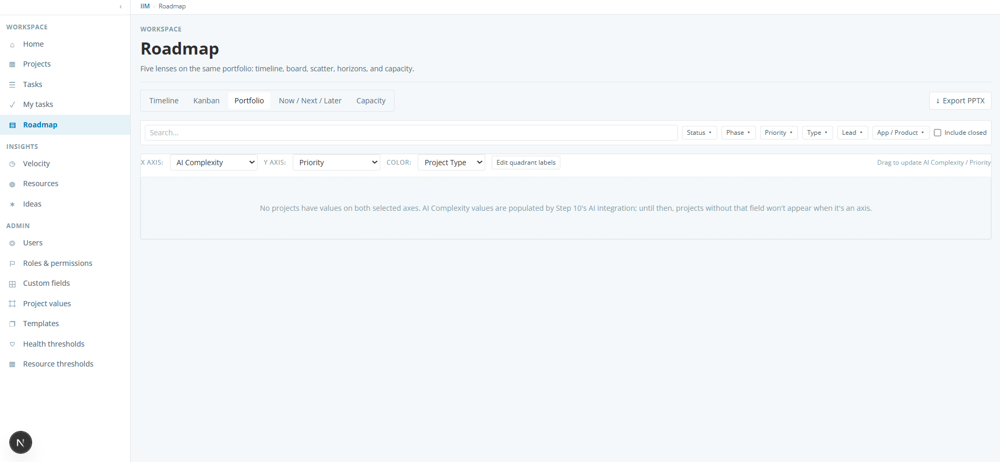 IIM › Roadmap
WORKSPACE
Home
Projects
Tasks
My tasks
Roadmap
INSIGHTS
Velocity
Resources
Ideas
ADMIN
Users
Roles & permissions
Custom fields
Project values
Templates
Health thresholds
Resource thresholds
N
WORKSPACE
Roadmap
Five lenses on the same portfolio: timeline, board, scatter, horizons, and capacity.
Timeline Kanban Portfolio Now / Next / Later Capacity ↓ Export PPTX
Search... Status Phase Priority Type Lead App / Product Include closed
X AXIS: AI Complexity Y AXIS: Priority COLOR: Project Type Edit quadrant labels Drag to update AI Complexity / Priority
No projects have values on both selected axes. AI Complexity values are populated by Step 10's AI integration; until then, projects without that field won't appear when it's an axis.